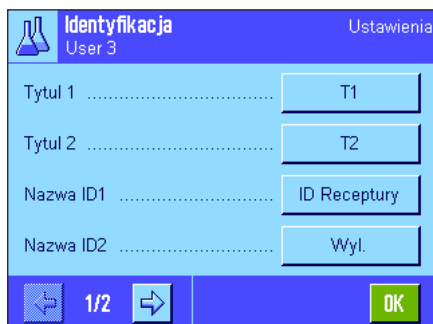 Identyfikacja
Ustawienia
User 3
Tytul 1 ................................. T1
Tytul 2 ................................. T2
Nazwa ID1 ........................... ID Receptury
Nazwa ID2 ........................... Wyl.
1/2
OK